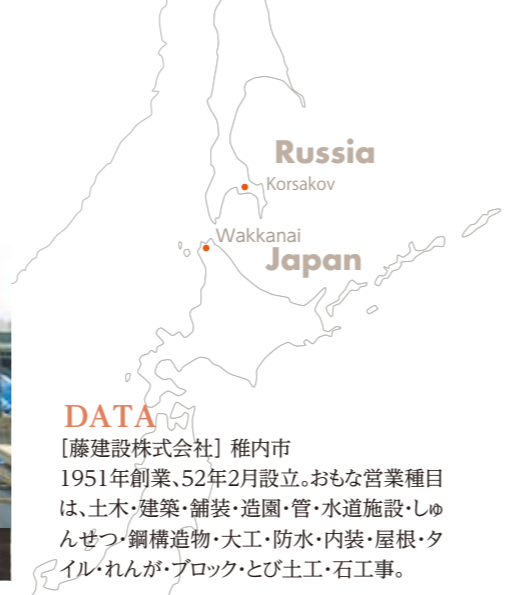 Russia
Korsakov
Wakkanai
Japan
DATA
[藤建設株式会社] 稚内市
1951年創業、52年2月設立。おもな営業種目
は、土木・建築・舗装・造園・管・水道施設・しゅ
んせつ・鋼構造物・大工・防水・内装・屋根・タ
イル・れんが・ブロック・とび土工・石工事。